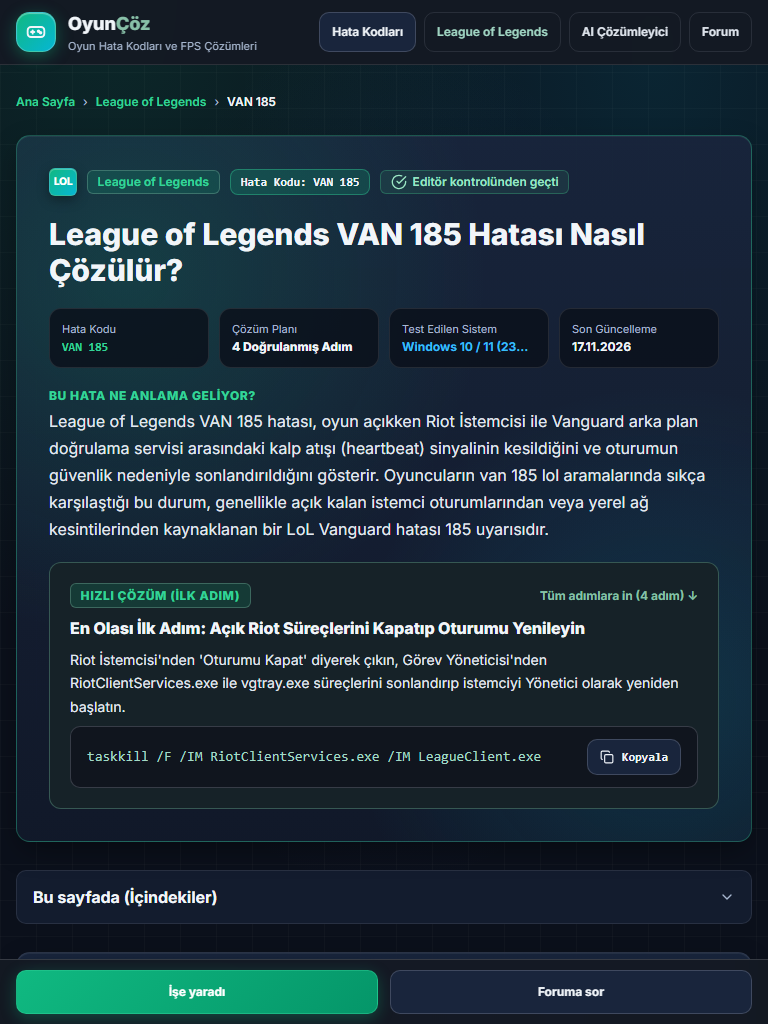 OyunÇöz
Oyun Hata Kodları ve FPS Çözümleri
Hata Kodları
League of Legends
AI Çözümleyici
Forum
Ana Sayfa › League of Legends › VAN 185
LOL
League of Legends
Hata Kodu: VAN 185
Editör kontrolünden geçti
League of Legends VAN 185 Hatası Nasıl
Çözülür?
Hata Kodu
VAN 185
Çözüm Planı
4 Doğrulanmış Adım
Test Edilen Sistem
Windows 10 / 11 (23...
Son Güncelleme
17.11.2026
BU HATA NE ANLAMA GELİYOR?
League of Legends VAN 185 hatası, oyun açıkken Riot İstemcisi ile Vanguard arka plan
doğrulama servisi arasındaki kalp atışı (heartbeat) sinyalinin kesildiğini ve oturumun
güvenlik nedeniyle sonlandırıldığını gösterir. Oyuncuların van 185 lol aramalarında sıkça
karşılaştığı bu durum, genellikle açık kalan istemci oturumlarından veya yerel ağ
kesintilerinden kaynaklanan bir LoL Vanguard hatası 185 uyarısıdır.
HIZLI ÇÖZÜM (İLK ADIM)
Tüm adımlara in (4 adım) ↓
En Olası İlk Adım: Açık Riot Süreçlerini Kapatıp Oturumu Yenileyin
Riot İstemcisi'nden 'Oturumu Kapat' diyerek çıkın, Görev Yöneticisi'nden
RiotClientServices.exe ile vgtray.exe süreçlerini sonlandırıp istemciyi Yönetici olarak yeniden
başlatın.
taskkill /F /IM RiotClientServices.exe /IM LeagueClient.exe
Kopyala
Bu sayfada (İçindekiler)
İşe yaradı
Foruma sor